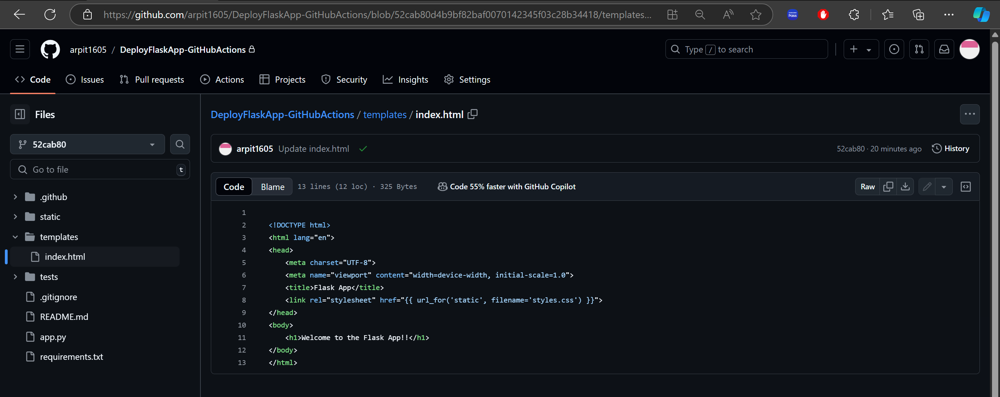 https://github.com/arpit1605/DeployFlaskApp-GitHubActions/blob/52cab80d4b9bf82baf0070142345f03c28b34418/templates...
SAMSUNG Pass
arpit1605 / DeployFlaskApp-GitHubActions
Type / to search
Code Issues Pull requests Actions Projects Security Insights Settings
Files
52cab80
Go to file t
.github
static
templates
index.html
tests
.gitignore
README.md
app.py
requirements.txt
DeployFlaskApp-GitHubActions / templates / index.html
arpit1605 Update index.html 52cab80 · 20 minutes ago History
Code Blame 13 lines (12 loc) · 325 Bytes Code 55% faster with GitHub Copilot Raw
1
2 <!DOCTYPE html>
3 <html lang="en">
4 <head>
5 <meta charset="UTF-8">
6 <meta name="viewport" content="width=device-width, initial-scale=1.0">
7 <title>Flask App</title>
8 <link rel="stylesheet" href="{{ url_for('static', filename='styles.css') }}">
9 </head>
10 <body>
11 <h1>Welcome to the Flask App!!</h1>
12 </body>
13 </html>